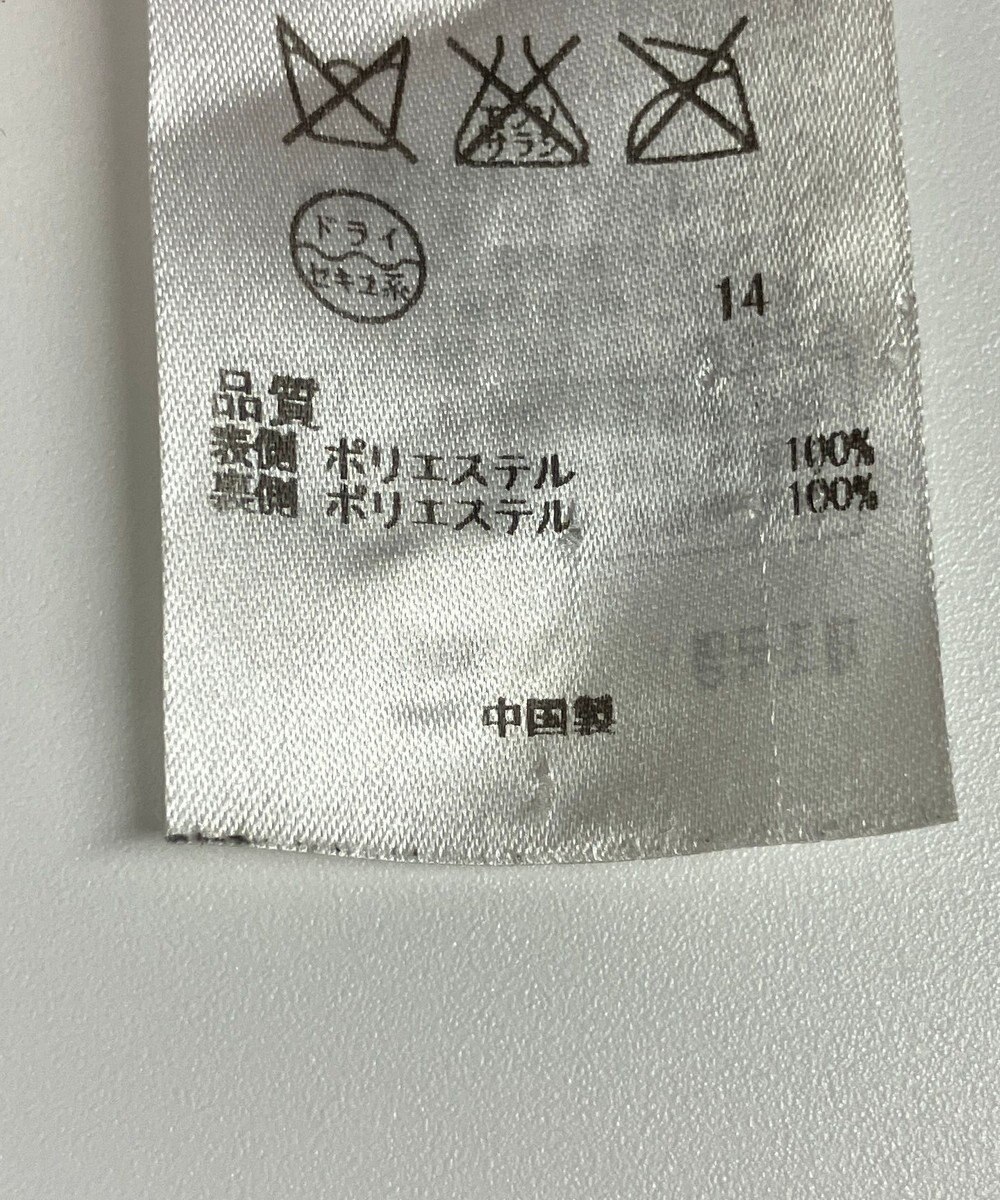 エンソ
サラシ
ドライ
セキユ系
14
品質
表側 ポリエステル 100%
裏側 ポリエステル 100%
中国製